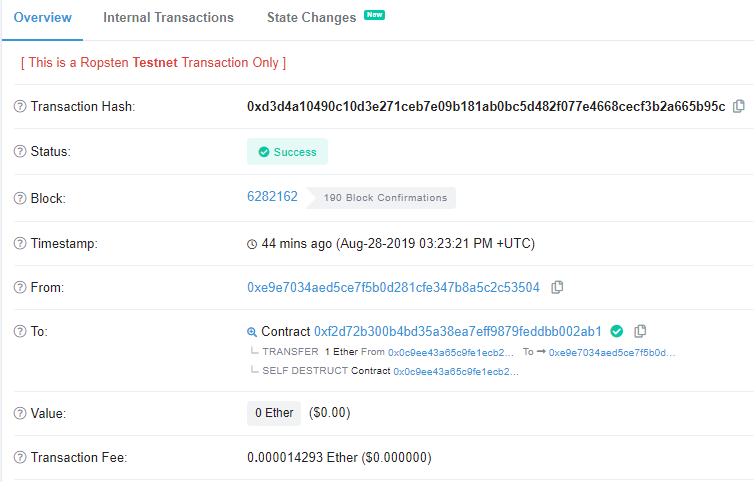 Overview Internal Transactions State Changes New
[ This is a Ropsten Testnet Transaction Only ]
Transaction Hash: 0xd3d4a10490c10d3e271ceb7e09b181ab0bc5d482f077e4668cecf3b2a665b95c
Status: Success
Block: 6282162 190 Block Confirmations
Timestamp: 44 mins ago (Aug-28-2019 03:23:21 PM +UTC)
From: 0xe9e7034aed5ce7f5b0d281cfe347b8a5c2c53504
To: Contract 0xf2d72b300b4bd35a38ea7eff9879feddbb002ab1
TRANSFER 1 Ether From 0x0c9ee43a65c9fe1ecb2... To → 0xe9e7034aed5ce7f5b0d...
SELF DESTRUCT Contract 0x0c9ee43a65c9fe1ecb2...
Value: 0 Ether ($0.00)
Transaction Fee: 0.000014293 Ether ($0.000000)